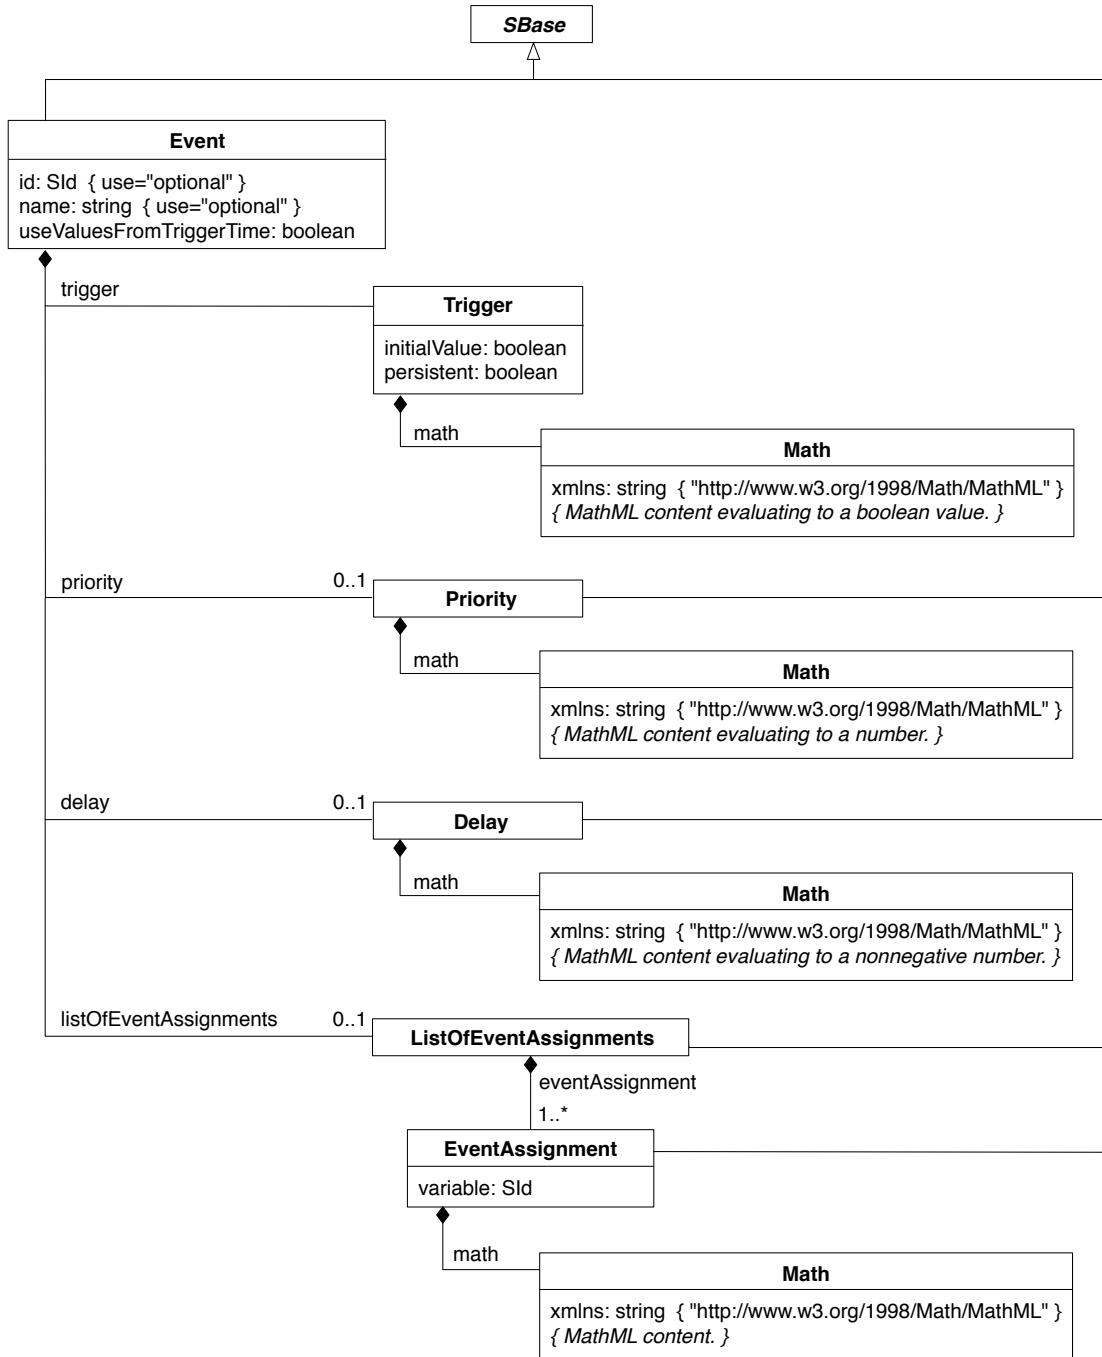 SBase
Event
id: SId { use="optional" }
name: string { use="optional" }
useValuesFromTriggerTime: boolean
trigger
Trigger
initialValue: boolean
persistent: boolean
math
Math
xmlns: string { "http://www.w3.org/1998/Math/MathML" }
{ MathML content evaluating to a boolean value. }
priority 0..1
Priority
math
Math
xmlns: string { "http://www.w3.org/1998/Math/MathML" }
{ MathML content evaluating to a number. }
delay 0..1
Delay
math
Math
xmlns: string { "http://www.w3.org/1998/Math/MathML" }
{ MathML content evaluating to a nonnegative number. }
listOfEventAssignments 0..1
ListOfEventAssignments
eventAssignment
1..*
EventAssignment
variable: SId
math
Math
xmlns: string { "http://www.w3.org/1998/Math/MathML" }
{ MathML content. }